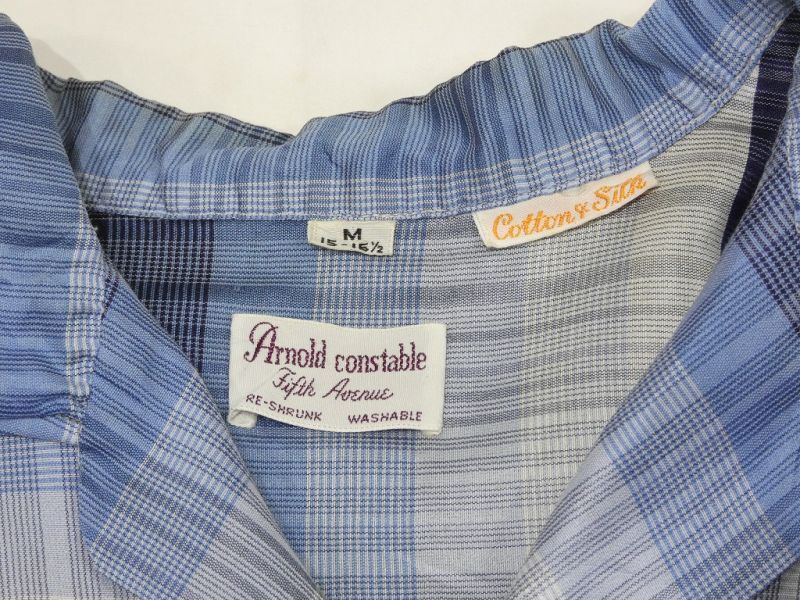 M
15-15½
Cotton & Silk
Arnold constable
Fifth Avenue
RE-SHRUNK WASHABLE